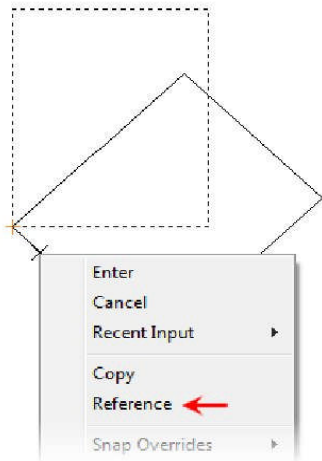 Enter
Cancel
Recent Input
Copy
Reference
Snap Overrides